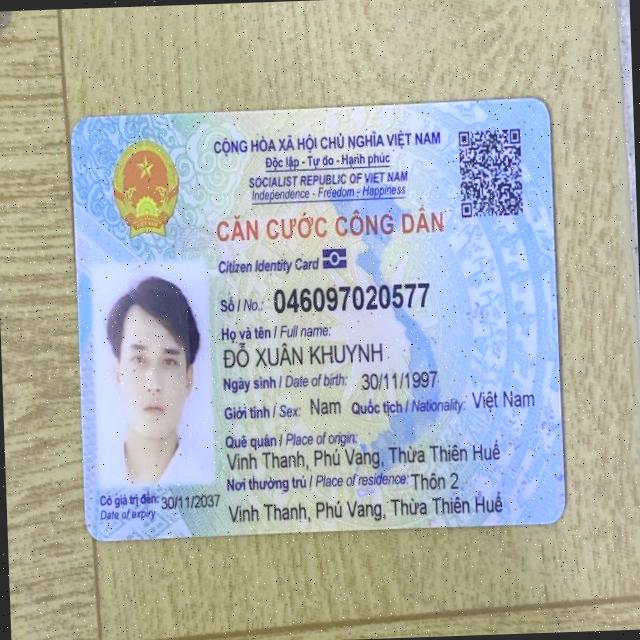 CỘNG HÒA XÃ HỘI CHỦ NGHĨA VIỆT NAM
Độc lập - Tự do - Hạnh phúc
SOCIALIST REPUBLIC OF VIET NAM
Independence - Freedom - Happiness
CĂN CƯỚC CÔNG DÂN
Citizen Identity Card
Số / No.: 046097020577
Họ và tên / Full name:
ĐỖ XUÂN KHUYNH
Ngày sinh / Date of birth: 30/11/1997
Giới tính / Sex: Nam Quốc tịch / Nationality: Việt Nam
Quê quán / Place of origin:
Vinh Thanh, Phú Vang, Thừa Thiên Huế
Nơi thường trú / Place of residence: Thôn 2
Vinh Thanh, Phú Vang, Thừa Thiên Huế
Có giá trị đến: 30/11/2037
Date of expiry